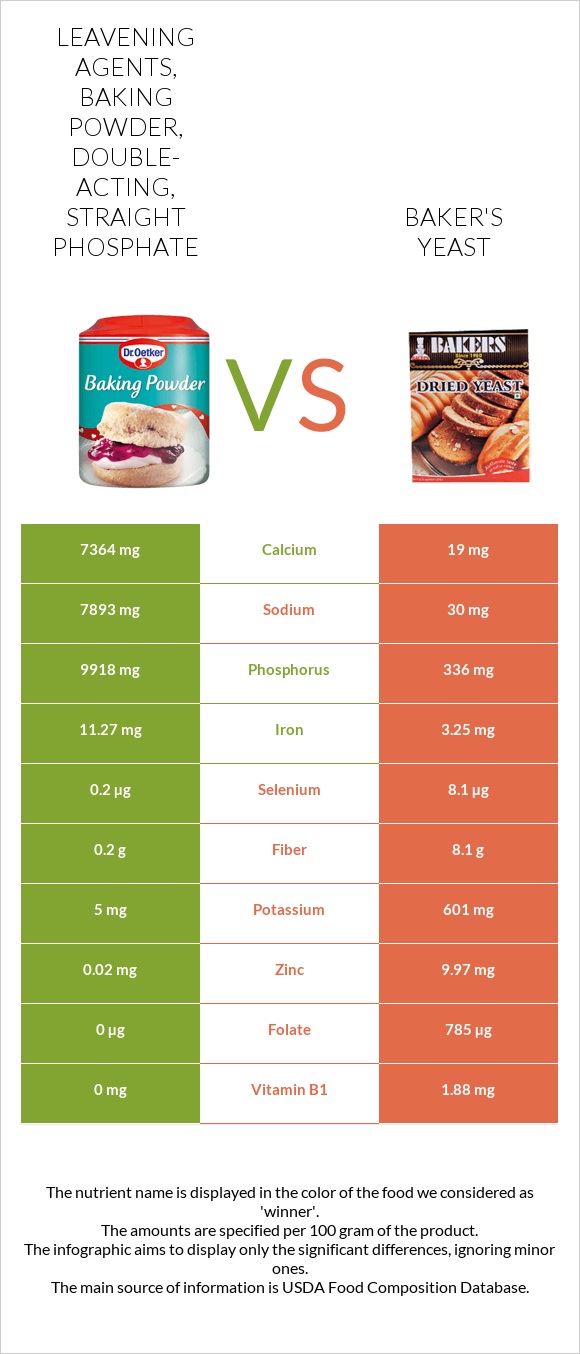 LEAVENING
AGENTS,
BAKING
POWDER,
DOUBLE-
ACTING,
STRAIGHT
PHOSPHATE
BAKER'S
YEAST
Dr.Oetker
Baking Powder
VS
BAKERS
Since 1980
DRIED YEAST
7364 mg Calcium 19 mg
7893 mg Sodium 30 mg
9918 mg Phosphorus 336 mg
11.27 mg Iron 3.25 mg
0.2 µg Selenium 8.1 µg
0.2 g Fiber 8.1 g
5 mg Potassium 601 mg
0.02 mg Zinc 9.97 mg
0 µg Folate 785 µg
0 mg Vitamin B1 1.88 mg
The nutrient name is displayed in the color of the food we considered as
'winner'.
The amounts are specified per 100 gram of the product.
The infographic aims to display only the significant differences, ignoring minor
ones.
The main source of information is USDA Food Composition Database.